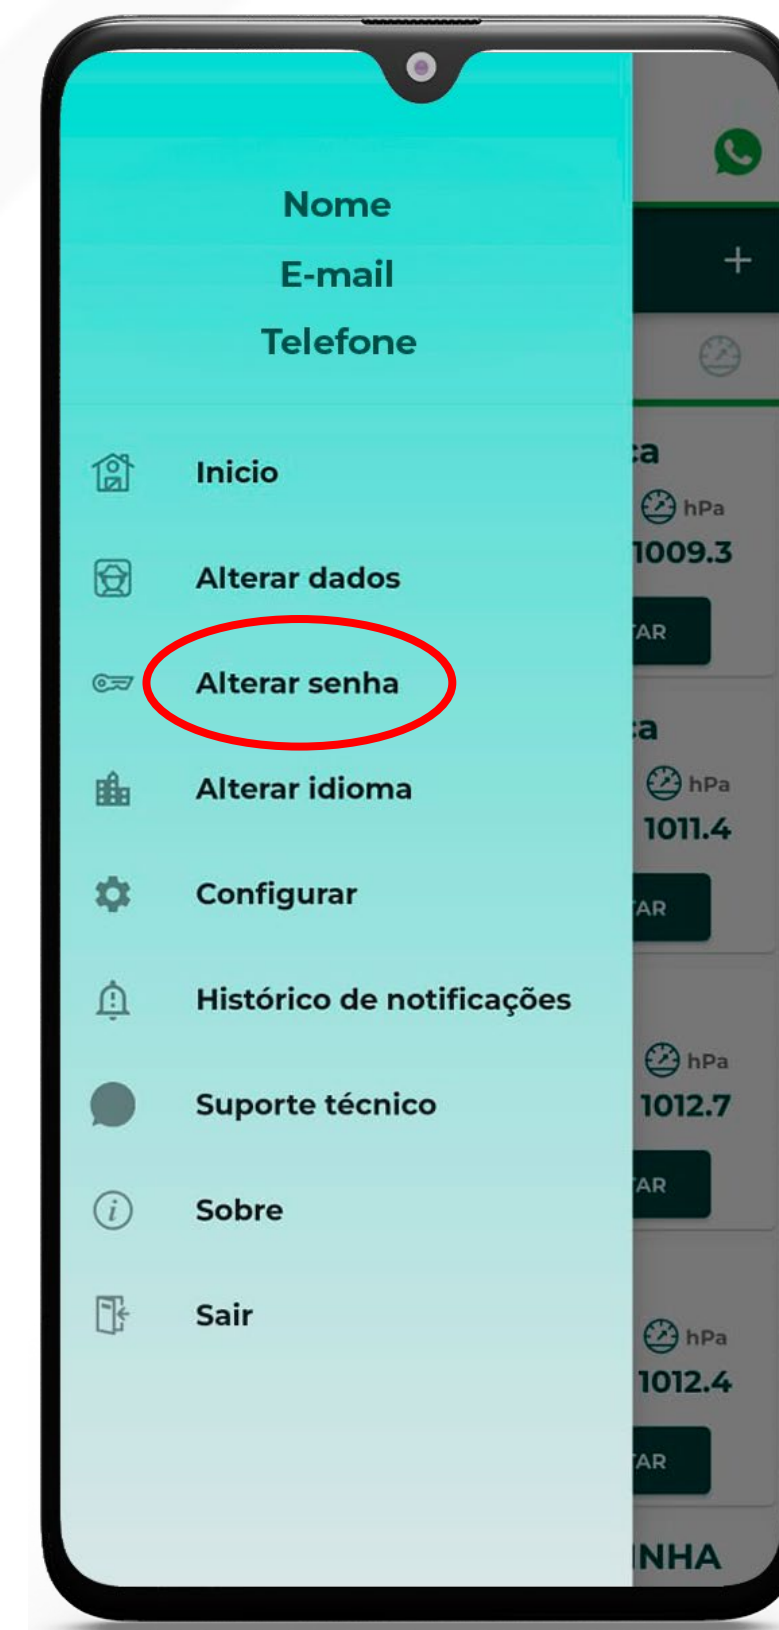 Nome
E-mail
Telefone
Inicio
Alterar dados
Alterar senha
Alterar idioma
Configurar
Histórico de notificações
Suporte técnico
Sobre
Sair
+
hPa
1009.3
hPa
1011.4
hPa
1012.7
hPa
1012.4